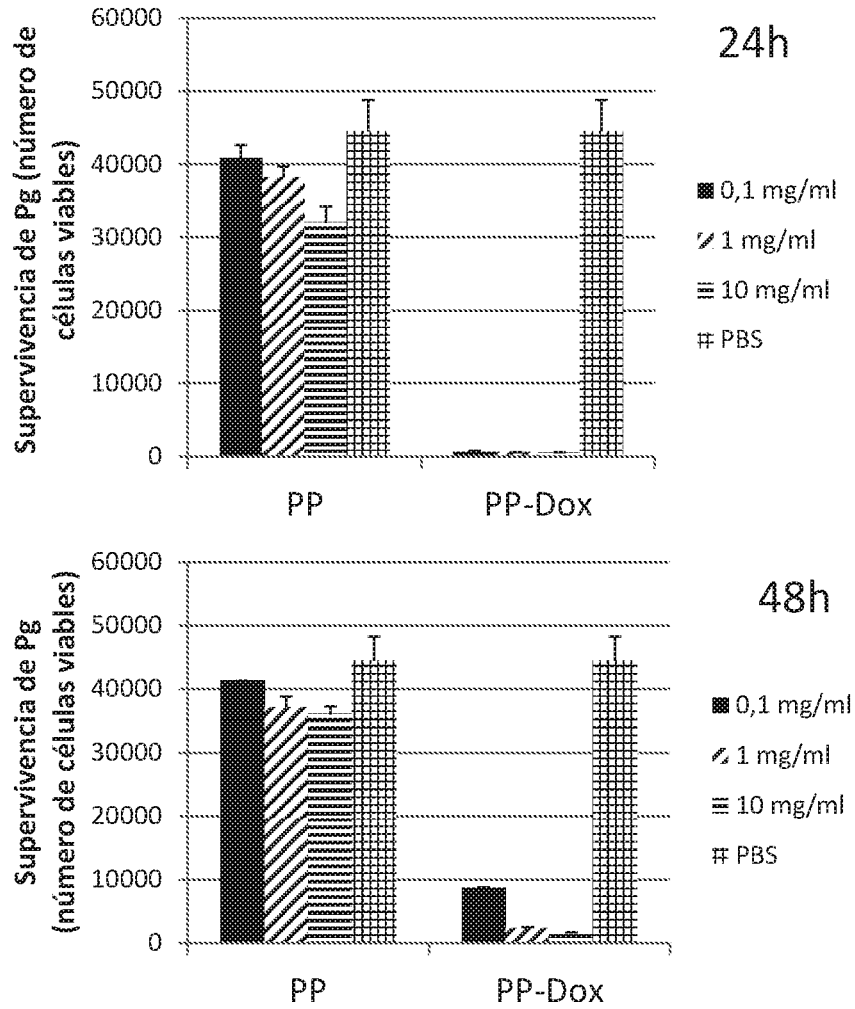 Supervivencia de Pg (número de
células viables)
60000
50000
40000
30000
20000
10000
0
PP
PP-Dox
24h
0,1 mg/ml
1 mg/ml
10 mg/ml
PBS
Supervivencia de Pg
(número de células viables)
60000
50000
40000
30000
20000
10000
0
PP
PP-Dox
48h
0,1 mg/ml
1 mg/ml
10 mg/ml
PBS